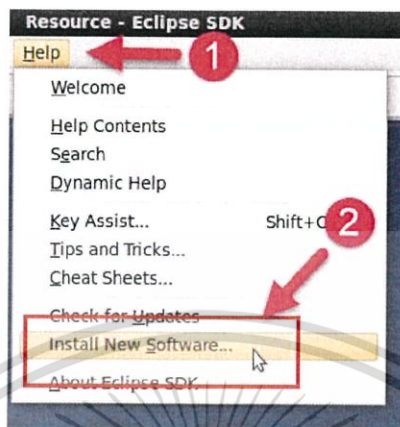 Resource - Eclipse SDK
Help
1
Welcome
Help Contents
Search
Dynamic Help
Key Assist... Shift+C
2
Tips and Tricks...
Cheat Sheets...
Check for Updates
Install New Software...
About Eclipse SDK